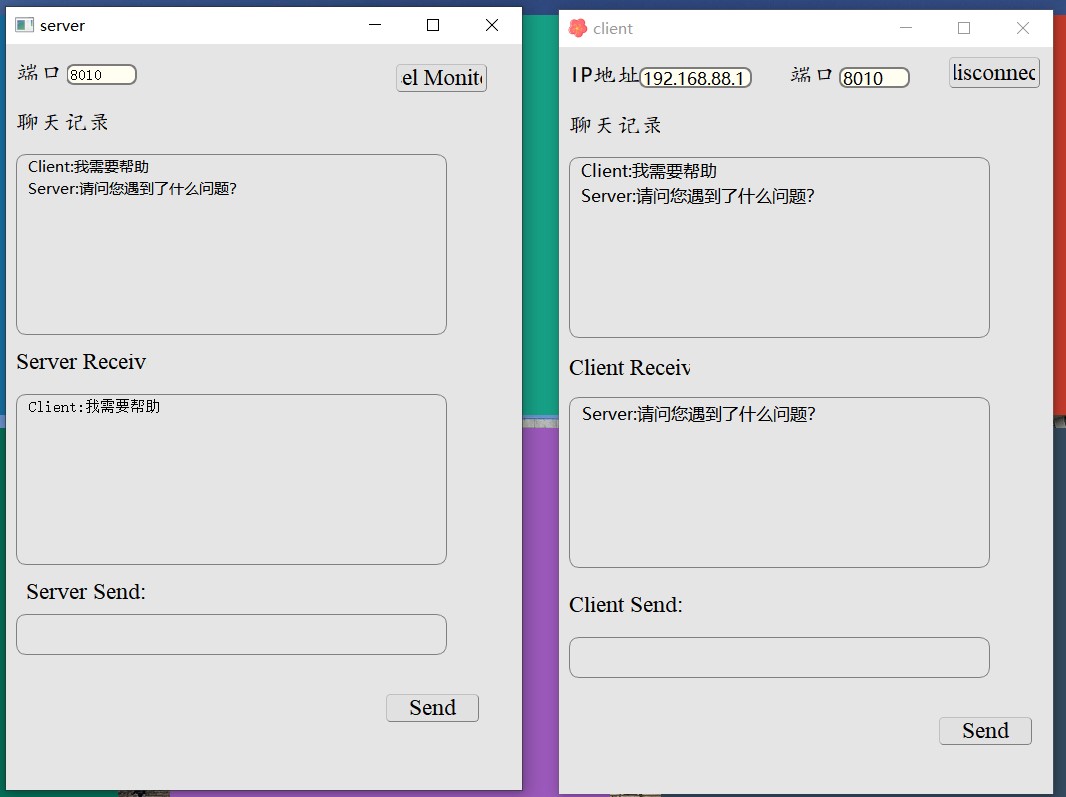 server
端口 8010 el Monit
聊天记录
Client:我需要帮助
Server:请问您遇到了什么问题?
Server Receiv
Client:我需要帮助
Server Send:
Send
client
IP地址 192.168.88.1 端口 8010 disconnec
聊天记录
Client:我需要帮助
Server:请问您遇到了什么问题?
Client Receiv
Server:请问您遇到了什么问题?
Client Send:
Send